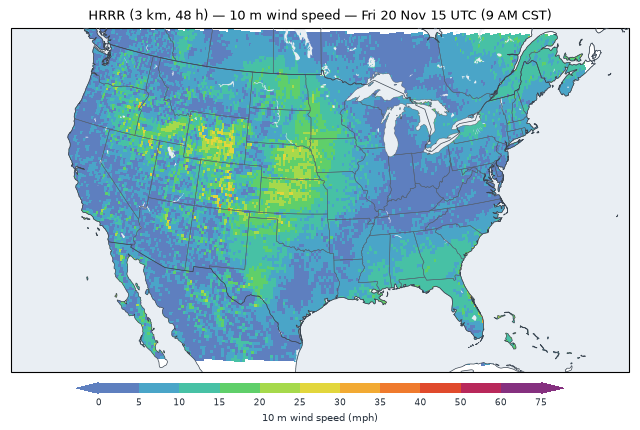 HRRR (3 km, 48 h) — 10 m wind speed — Fri 20 Nov 15 UTC (9 AM CST)
0 5 10 15 20 25 30 35 40 50 60 75
10 m wind speed (mph)